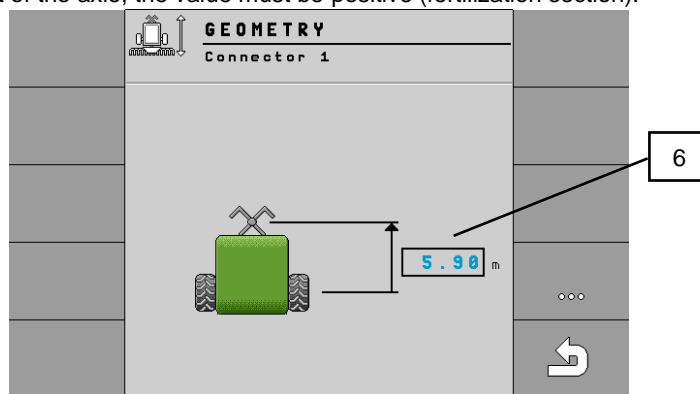 of the axle, the value must be positive (fertilization section).
GEOMETRY
Connector 1
6
5.90 m